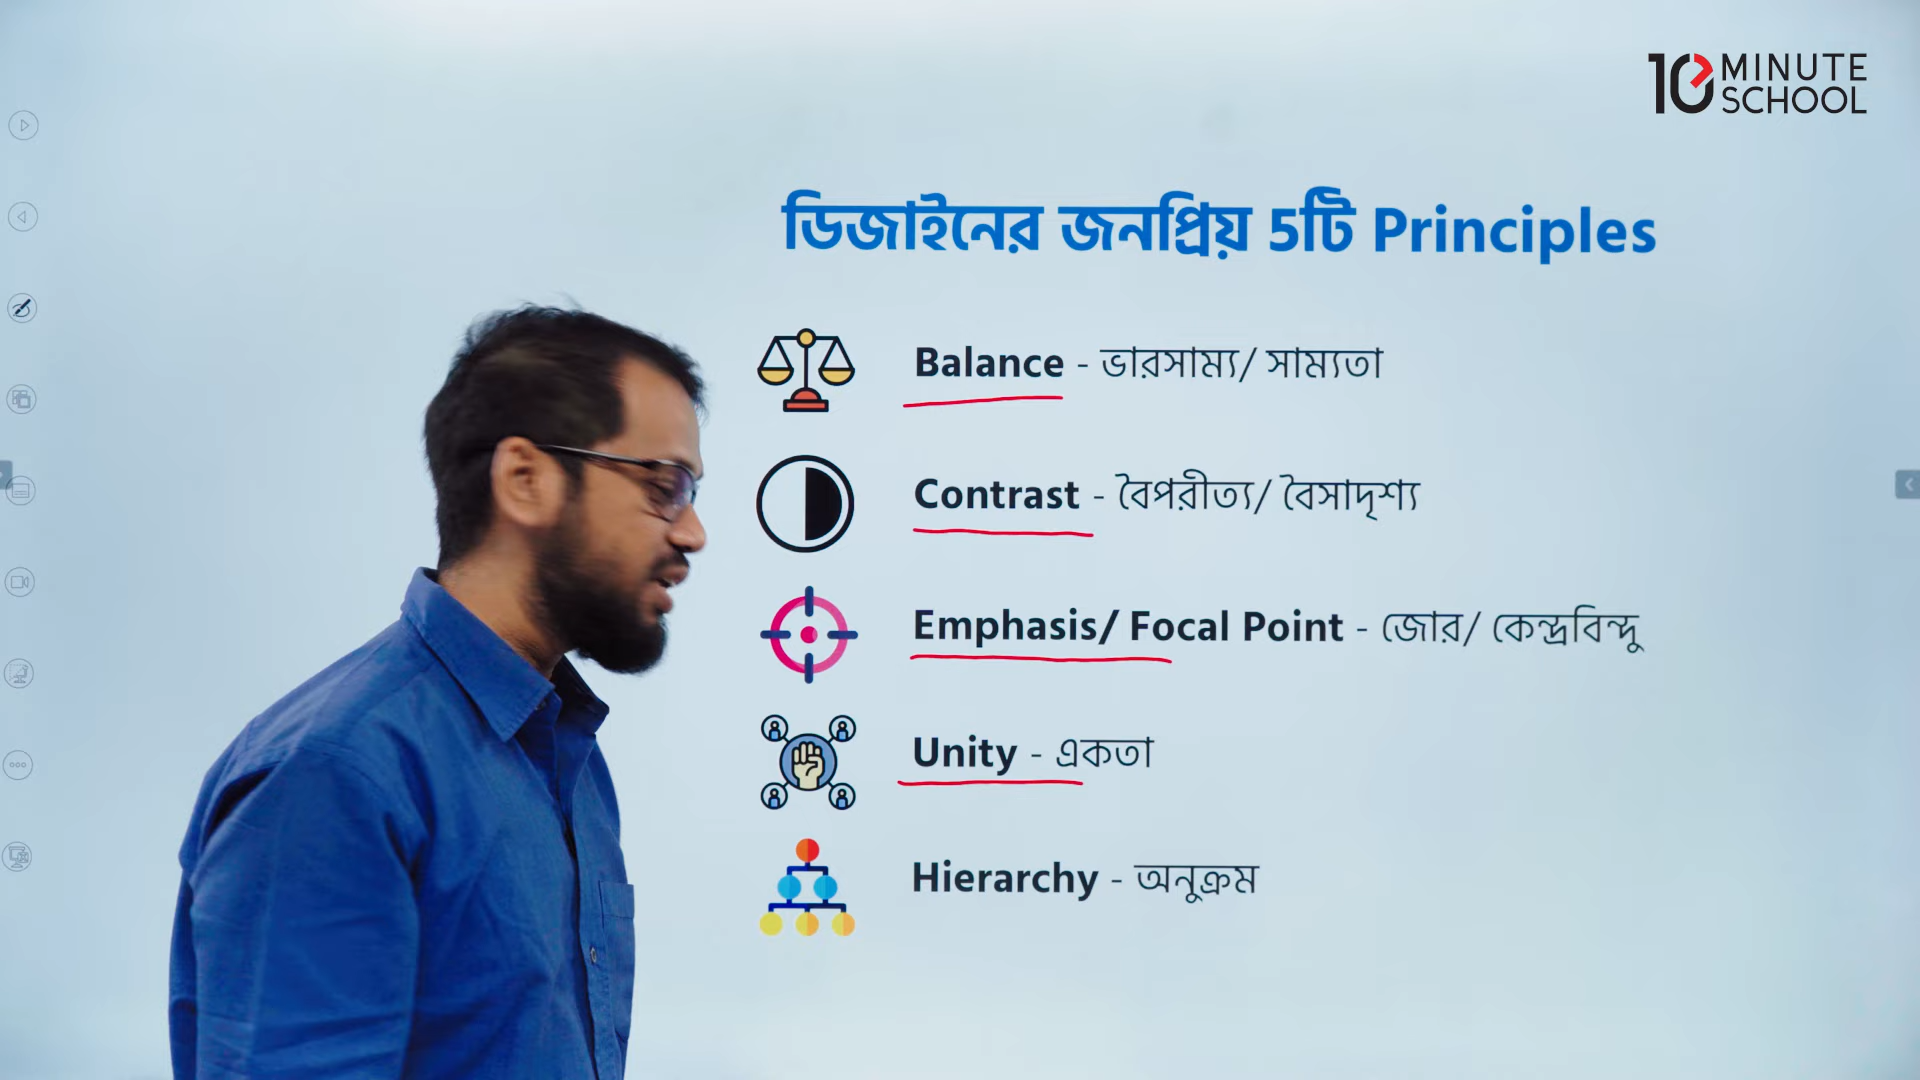 10 MINUTE
SCHOOL
ডিজাইনের জনপ্রিয় 5টি Principles
Balance - ভারসাম্য/ সাম্যতা
Contrast - বৈপরীত্য/ বৈসাদৃশ্য
Emphasis/ Focal Point - জোর/ কেন্দ্রবিন্দু
Unity - একতা
Hierarchy - অনুক্রম